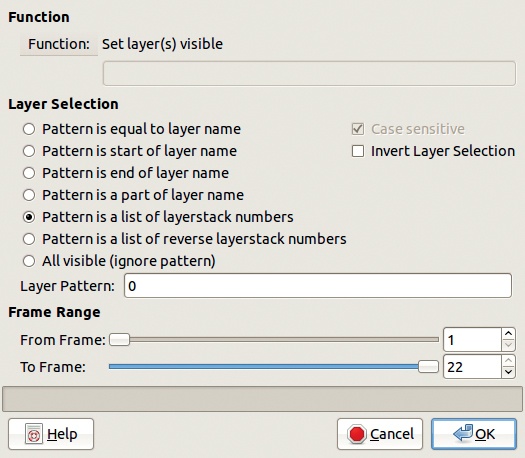 Function
Function: Set layer(s) visible
Layer Selection
Pattern is equal to layer name
Case sensitive
Pattern is start of layer name
Invert Layer Selection
Pattern is end of layer name
Pattern is a part of layer name
Pattern is a list of layerstack numbers
Pattern is a list of reverse layerstack numbers
All visible (ignore pattern)
Layer Pattern: 0
Frame Range
From Frame: 1
To Frame: 22
Help Cancel OK